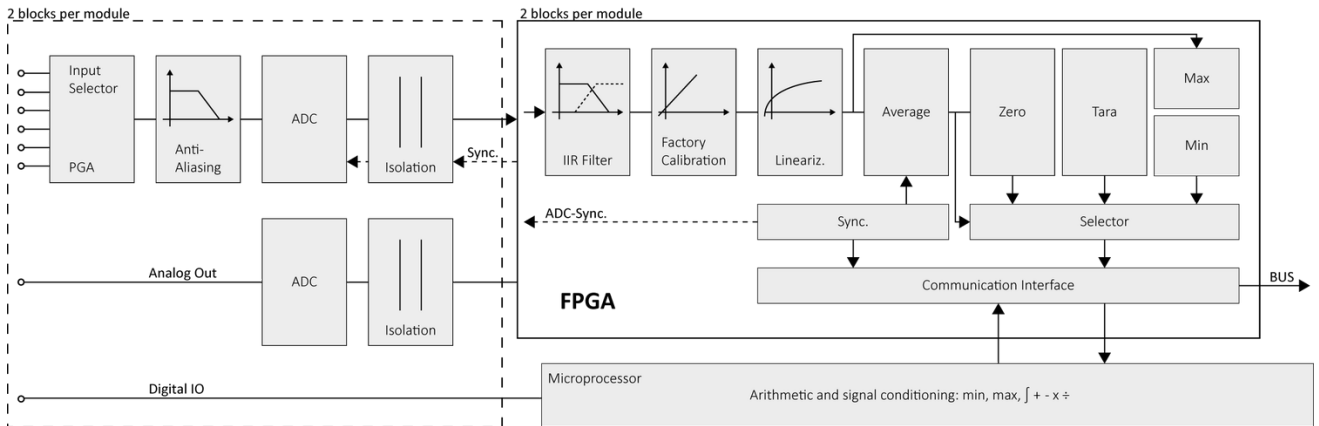 2 blocks per module
2 blocks per module
Input
Selector
PGA
Anti-
Aliasing
ADC
Isolation
Sync.
IIR Filter
Factory
Calibration
Lineariz.
Average
Zero
Tara
Max
Min
ADC-Sync.
Sync.
Selector
Analog Out
ADC
Isolation
FPGA
Communication Interface
BUS
Digital IO
Microprocessor
Arithmetic and signal conditioning: min, max, ∫ + - x ÷